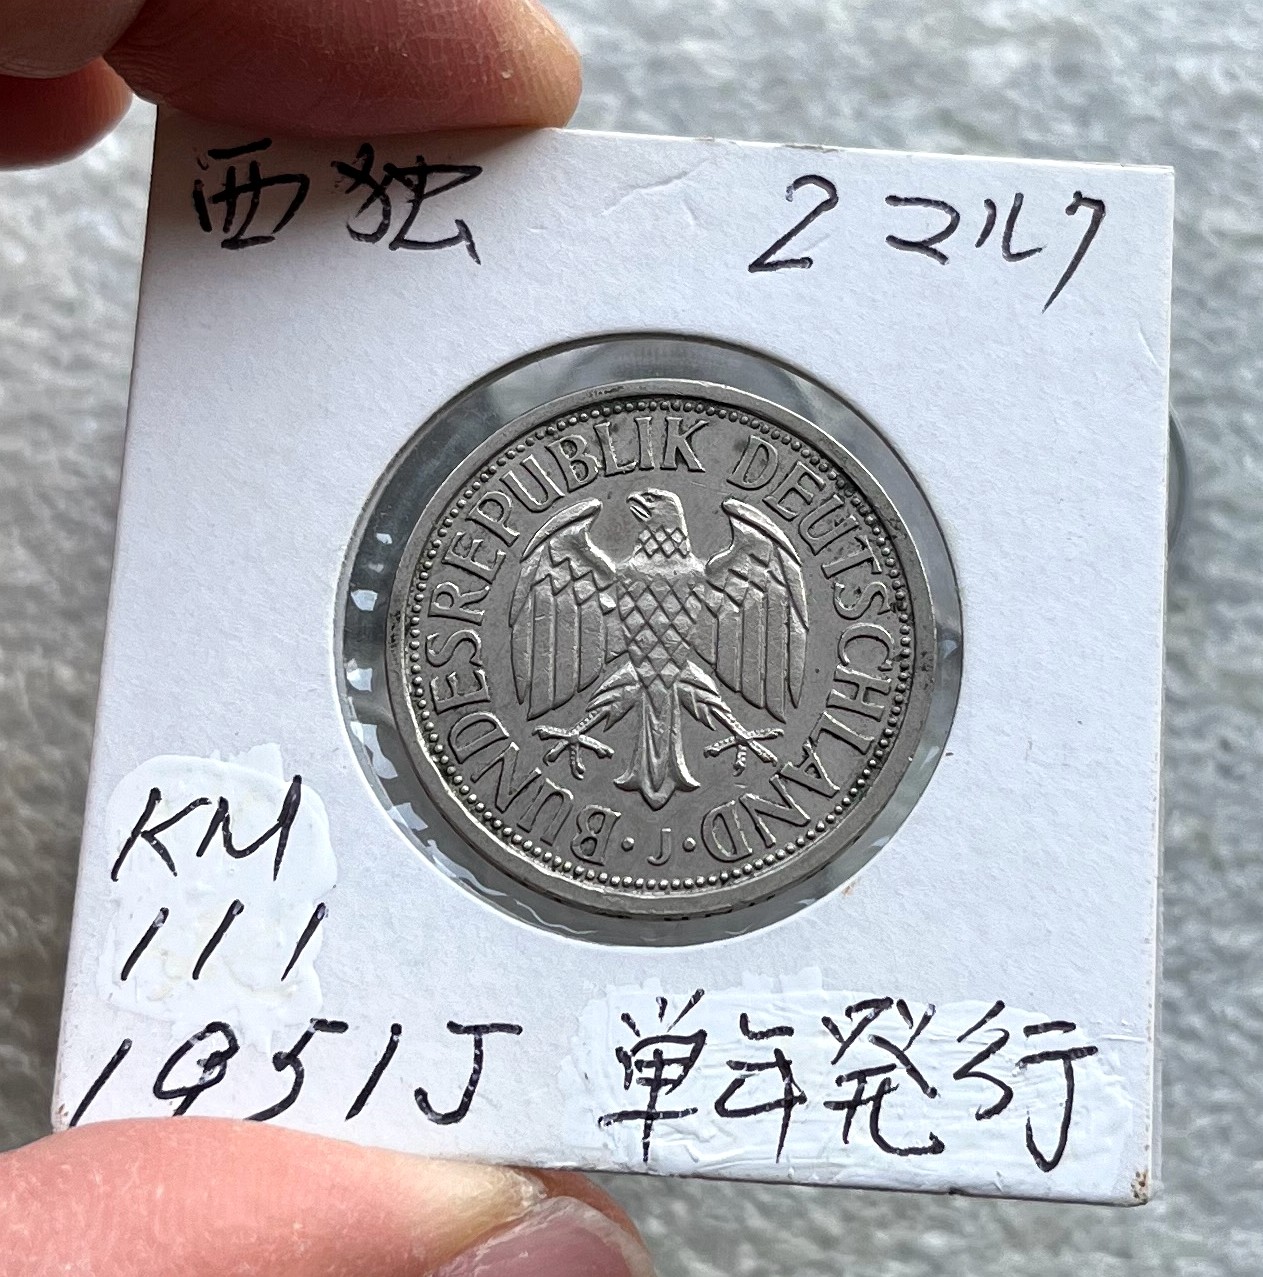 西独 2マルク
BUNDESREPUBLIK DEUTSCHLAND
· J ·
KM
111
1951J 単年発行